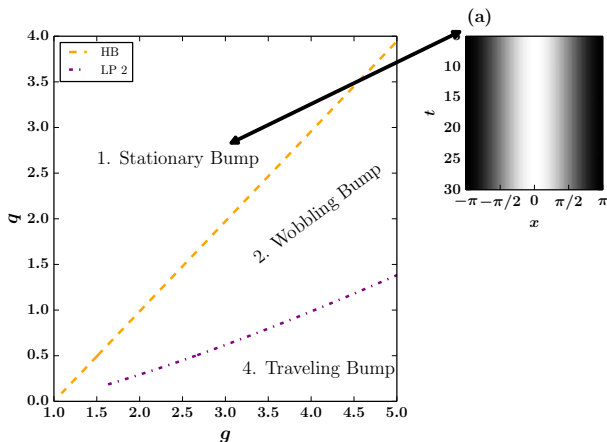 (a)
4.0
3.5
3.0
2.5
2.0
1.5
1.0
0.5
0.0
q
HB
LP 2
1. Stationary Bump
2. Wobbling Bump
4. Traveling Bump
1.0 1.5 2.0 2.5 3.0 3.5 4.0 4.5 5.0
g
5
10
15
20
25
30
t
−π −π/2 0 π/2 π
x